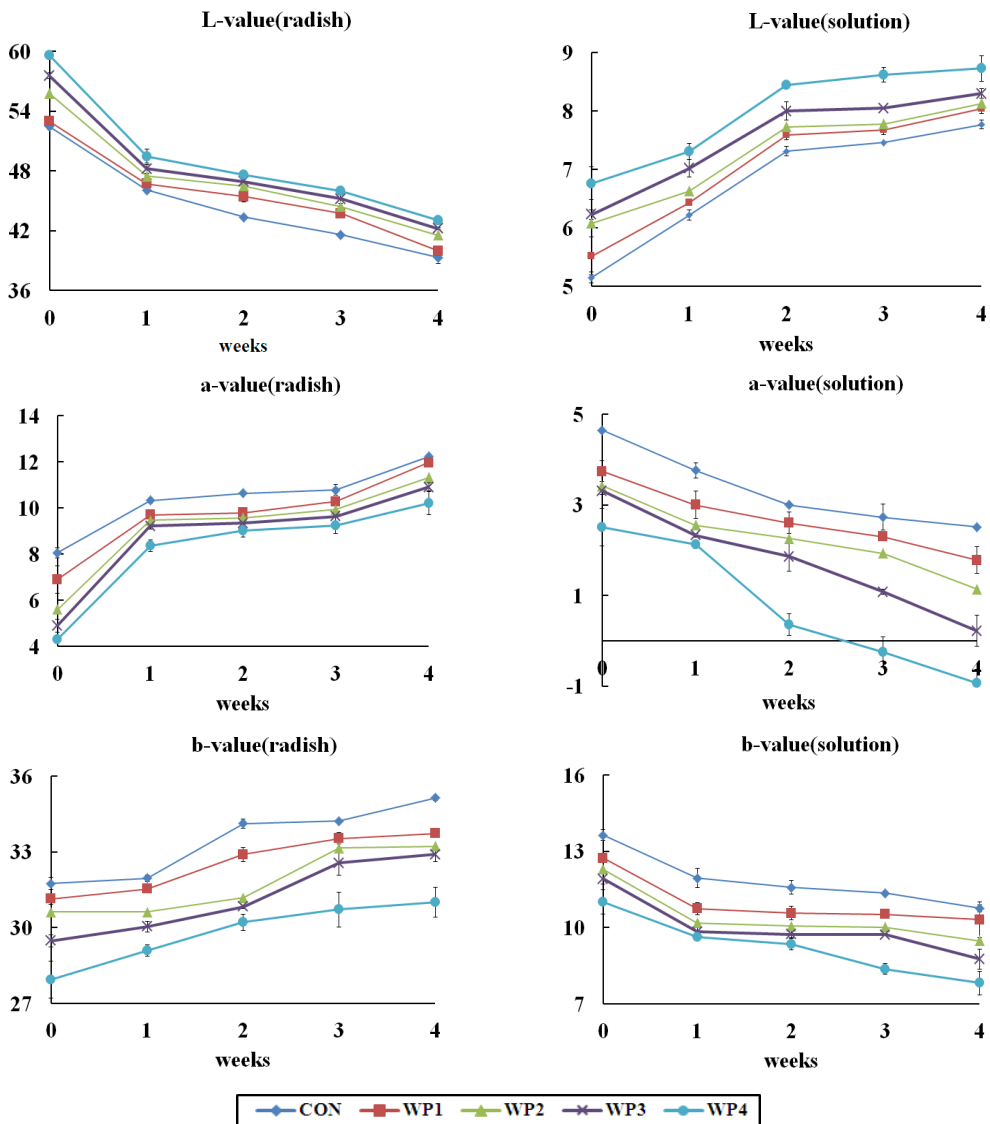 L-value(radish)
60
54
48
42
36
0 1 2 3 4
weeks
L-value(solution)
9
8
7
6
5
0 1 2 3 4
weeks
a-value(radish)
14
12
10
8
6
4
0 1 2 3 4
weeks
a-value(solution)
5
3
1
-1
0 1 2 3 4
weeks
b-value(radish)
36
33
30
27
0 1 2 3 4
weeks
b-value(solution)
16
13
10
7
0 1 2 3 4
weeks
CON WP1 WP2 WP3 WP4